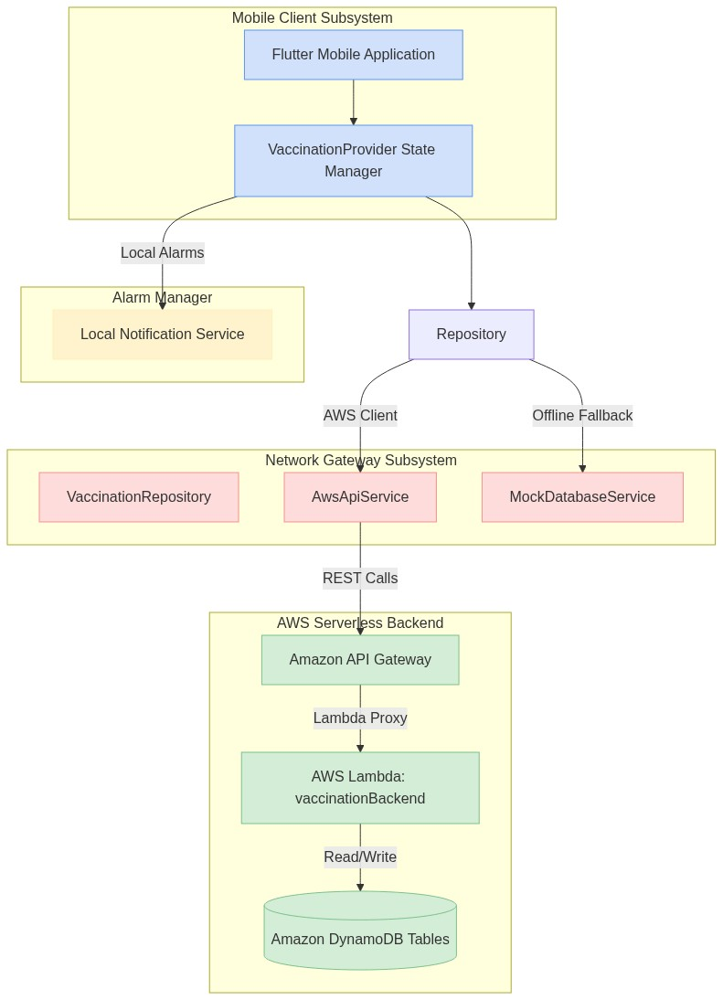 Mobile Client Subsystem
Flutter Mobile Application
VaccinationProvider State
Manager
Local Alarms
Alarm Manager
Local Notification Service
Repository
AWS Client
Offline Fallback
Network Gateway Subsystem
VaccinationRepository
AwsApiService
MockDatabaseService
REST Calls
AWS Serverless Backend
Amazon API Gateway
Lambda Proxy
AWS Lambda:
vaccinationBackend
Read/Write
Amazon DynamoDB Tables